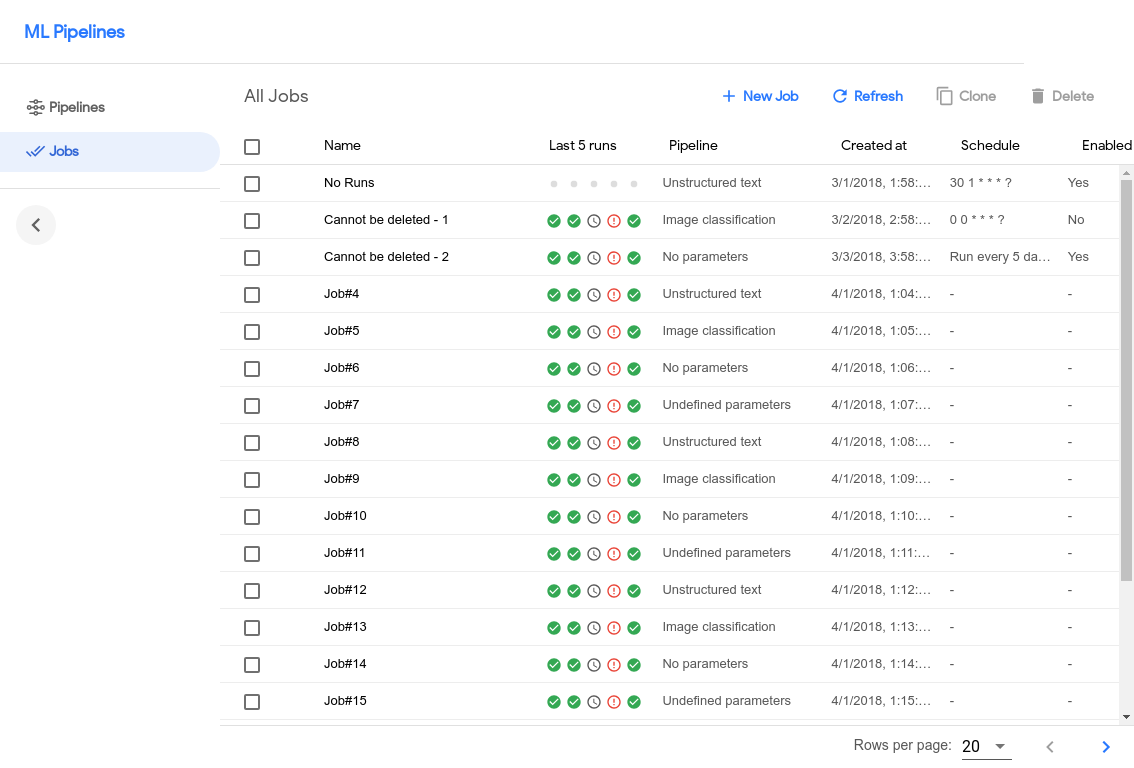 ML Pipelines
Pipelines
Jobs
All Jobs
New Job Refresh Clone Delete
Name Last 5 runs Pipeline Created at Schedule Enabled
No Runs Unstructured text 3/1/2018, 1:58:... 30 1 * * * ? Yes
Cannot be deleted - 1 Image classification 3/2/2018, 2:58:... 0 0 * * * ? No
Cannot be deleted - 2 No parameters 3/3/2018, 3:58:... Run every 5 da... Yes
Job#4 Unstructured text 4/1/2018, 1:04:... - -
Job#5 Image classification 4/1/2018, 1:05:... - -
Job#6 No parameters 4/1/2018, 1:06:... - -
Job#7 Undefined parameters 4/1/2018, 1:07:... - -
Job#8 Unstructured text 4/1/2018, 1:08:... - -
Job#9 Image classification 4/1/2018, 1:09:... - -
Job#10 No parameters 4/1/2018, 1:10:... - -
Job#11 Undefined parameters 4/1/2018, 1:11:... - -
Job#12 Unstructured text 4/1/2018, 1:12:... - -
Job#13 Image classification 4/1/2018, 1:13:... - -
Job#14 No parameters 4/1/2018, 1:14:... - -
Job#15 Undefined parameters 4/1/2018, 1:15:... - -
Rows per page: 20